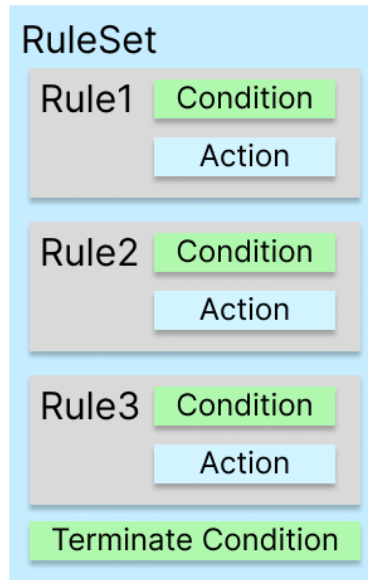 RuleSet
Rule1 Condition
Action
Rule2 Condition
Action
Rule3 Condition
Action
Terminate Condition